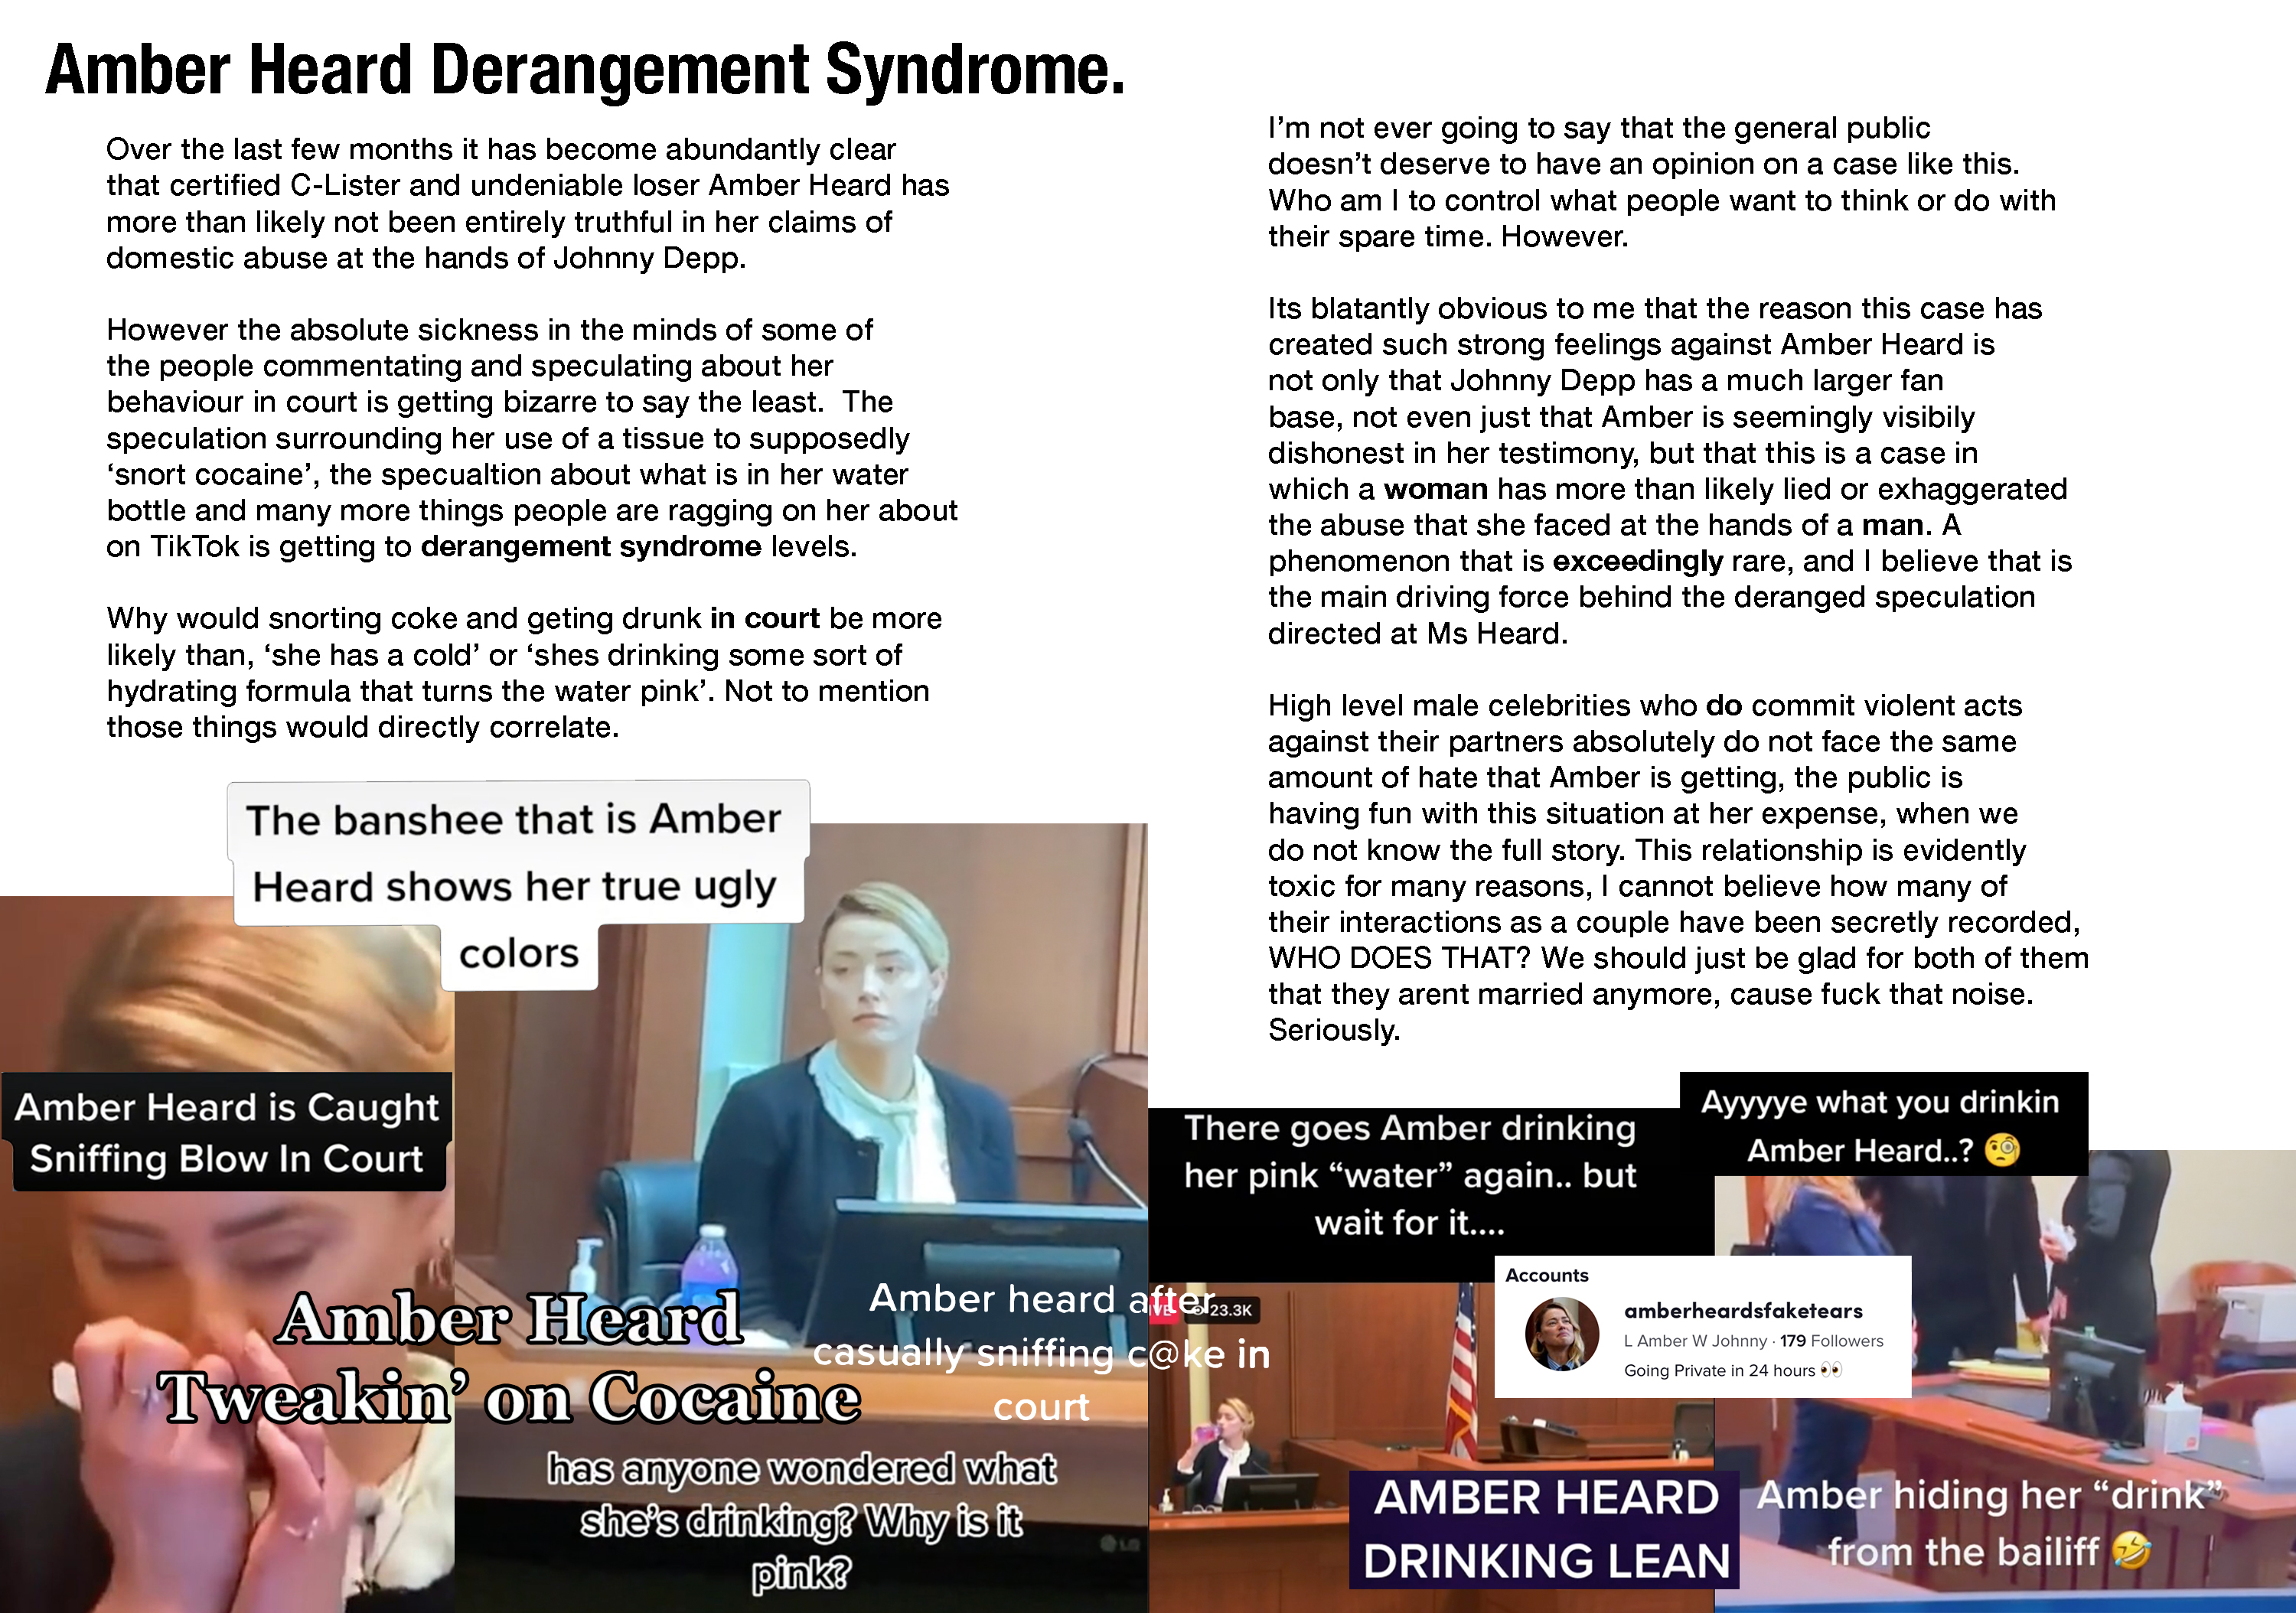 Amber Heard Derangement Syndrome.
Over the last few months it has become abundantly clear
that certified C-Lister and undeniable loser Amber Heard has
more than likely not been entirely truthful in her claims of
domestic abuse at the hands of Johnny Depp.
However the absolute sickness in the minds of some of
the people commentating and speculating about her
behaviour in court is getting bizarre to say the least.  The
speculation surrounding her use of a tissue to supposedly
‘snort cocaine’, the specualtion about what is in her water
bottle and many more things people are ragging on her about
on TikTok is getting to derangement syndrome levels.
Why would snorting coke and geting drunk in court be more
likely than, ‘she has a cold’ or ‘shes drinking some sort of
hydrating formula that turns the water pink’. Not to mention
those things would directly correlate.
I’m not ever going to say that the general public
doesn’t deserve to have an opinion on a case like this.
Who am I to control what people want to think or do with
their spare time. However.
Its blatantly obvious to me that the reason this case has
created such strong feelings against Amber Heard is
not only that Johnny Depp has a much larger fan
base, not even just that Amber is seemingly visibily
dishonest in her testimony, but that this is a case in
which a woman has more than likely lied or exhaggerated
the abuse that she faced at the hands of a man. A
phenomenon that is exceedingly rare, and I believe that is
the main driving force behind the deranged speculation
directed at Ms Heard.
High level male celebrities who do commit violent acts
against their partners absolutely do not face the same
amount of hate that Amber is getting, the public is
having fun with this situation at her expense, when we
do not know the full story. This relationship is evidently
toxic for many reasons, I cannot believe how many of
their interactions as a couple have been secretly recorded,
WHO DOES THAT? We should just be glad for both of them
that they arent married anymore, cause fuck that noise.
Seriously.
The banshee that is Amber
Heard shows her true ugly
colors
Amber Heard is Caught
Sniffing Blow In Court
Amber Heard
Tweakin’ on Cocaine
Amber heard after
casually sniffing c@ke in
court
has anyone wondered what
she’s drinking? Why is it
pink?
LG
There goes Amber drinking
her pink “water” again.. but
wait for it....
23.3K
Ayyyye what you drinkin
Amber Heard..? 🧐
Accounts
amberheardsfaketears
L Amber W Johnny · 179 Followers
Going Private in 24 hours 👀
AMBER HEARD
DRINKING LEAN
Amber hiding her “drink”
from the bailiff 🤣